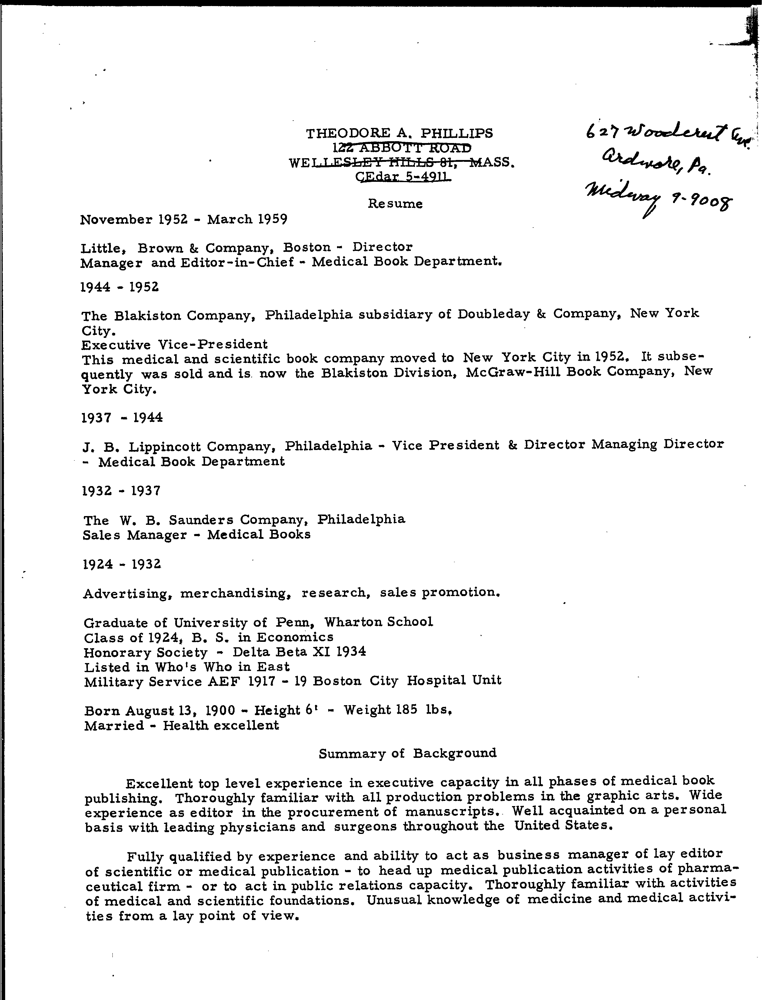 THEODORE A. PHILLIPS
122 ABBOTT ROAD
WELLESLEY HILLS 81, MASS.
CEdar 5-4911
627 Woodcrest Ave.
Ardmore, Pa.
Midway 9-9008
Resume
November 1952 - March 1959
Little, Brown & Company, Boston - Director
Manager and Editor-in-Chief - Medical Book Department.
1944 - 1952
The Blakiston Company, Philadelphia subsidiary of Doubleday & Company, New York
City.
Executive Vice-President
This medical and scientific book company moved to New York City in 1952. It subse-
quently was sold and is now the Blakiston Division, McGraw-Hill Book Company, New
York City.
1937 - 1944
J. B. Lippincott Company, Philadelphia - Vice President & Director Managing Director
- Medical Book Department
1932 - 1937
The W. B. Saunders Company, Philadelphia
Sales Manager - Medical Books
1924 - 1932
Advertising, merchandising, research, sales promotion.
Graduate of University of Penn, Wharton School
Class of 1924, B. S. in Economics
Honorary Society - Delta Beta XI 1934
Listed in Who's Who in East
Military Service AEF 1917 - 19 Boston City Hospital Unit
Born August 13, 1900 - Height 6' - Weight 185 lbs.
Married - Health excellent
Summary of Background
Excellent top level experience in executive capacity in all phases of medical book
publishing. Thoroughly familiar with all production problems in the graphic arts. Wide
experience as editor in the procurement of manuscripts. Well acquainted on a personal
basis with leading physicians and surgeons throughout the United States.
Fully qualified by experience and ability to act as business manager of lay editor
of scientific or medical publication - to head up medical publication activities of pharma-
ceutical firm - or to act in public relations capacity. Thoroughly familiar with activities
of medical and scientific foundations. Unusual knowledge of medicine and medical activi-
ties from a lay point of view.